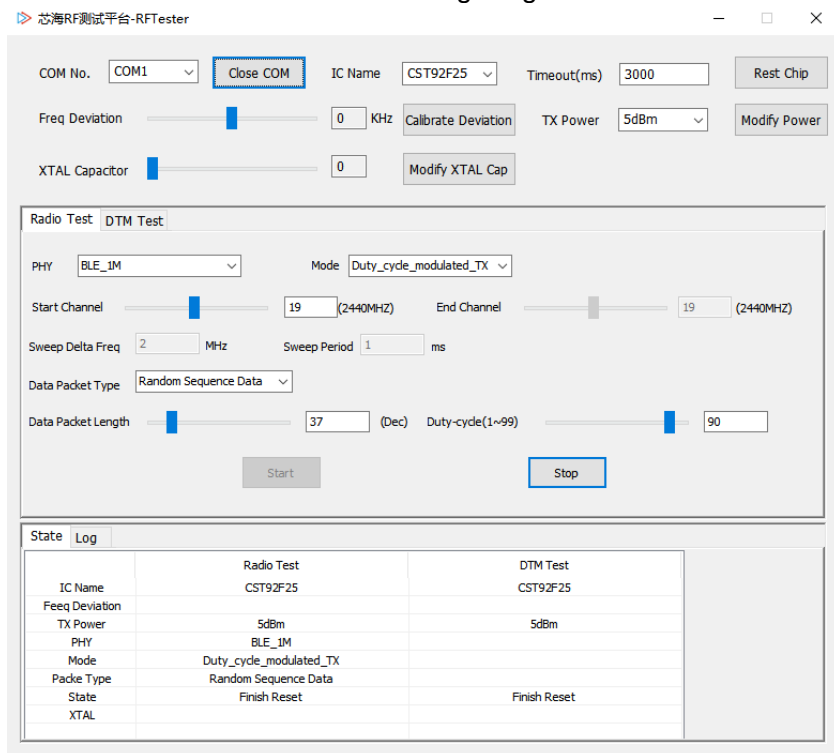 芯海RF测试平台-RFTester
COM No. COM1 Close COM IC Name CST92F25 Timeout(ms) 3000 Rest Chip
Freq Deviation 0 KHz Calibrate Deviation TX Power 5dBm Modify Power
XTAL Capacitor 0 Modify XTAL Cap
Radio Test DTM Test
PHY BLE_1M Mode Duty_cycle_modulated_TX
Start Channel 19 (2440MHZ) End Channel 19 (2440MHZ)
Sweep Delta Freq 2 MHz Sweep Period 1 ms
Data Packet Type Random Sequence Data
Data Packet Length 37 (Dec) Duty-cycle(1~99) 90
Start Stop
State Log
Radio Test DTM Test
IC Name CST92F25 CST92F25
Feeq Deviation
TX Power 5dBm 5dBm
PHY BLE_1M
Mode Duty_cycle_modulated_TX
Packe Type Random Sequence Data
State Finish Reset Finish Reset
XTAL